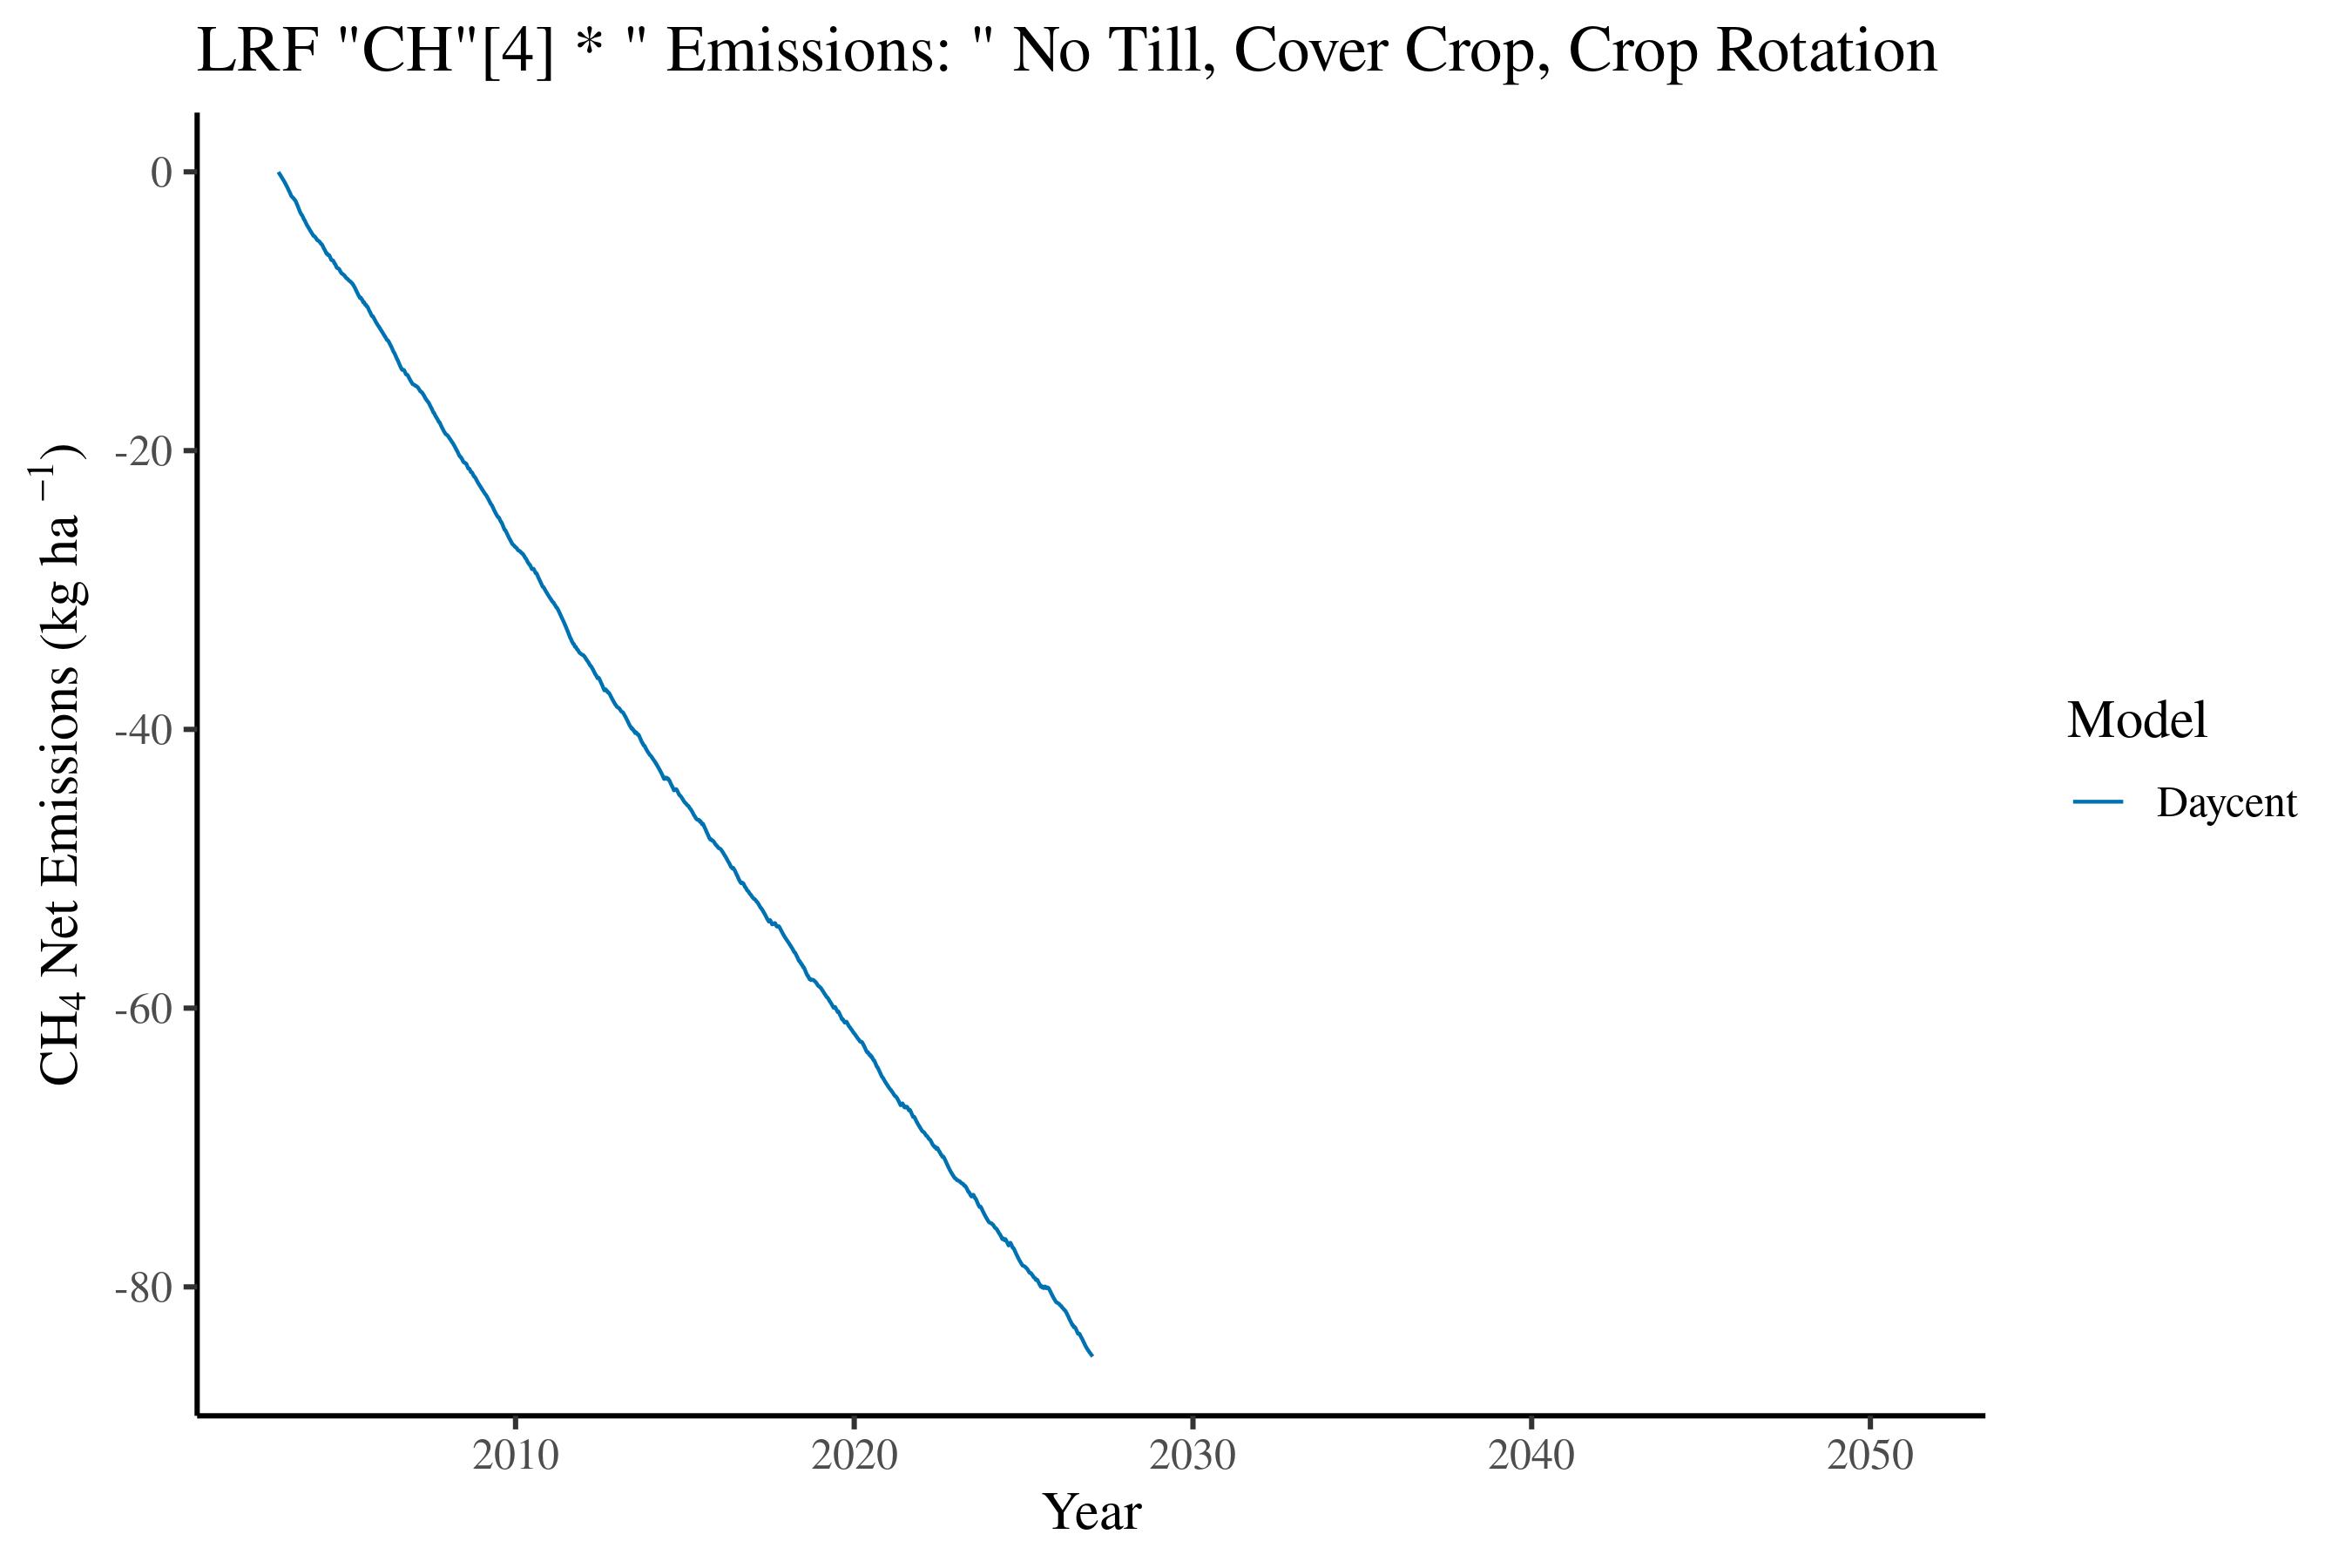 LRF "CH"[4] * " Emissions: " No Till, Cover Crop, Crop Rotation
CH₄ Net Emissions (kg ha ⁻¹)
0
-20
-40
-60
-80
2010 2020 2030 2040 2050
Year
Model
Daycent